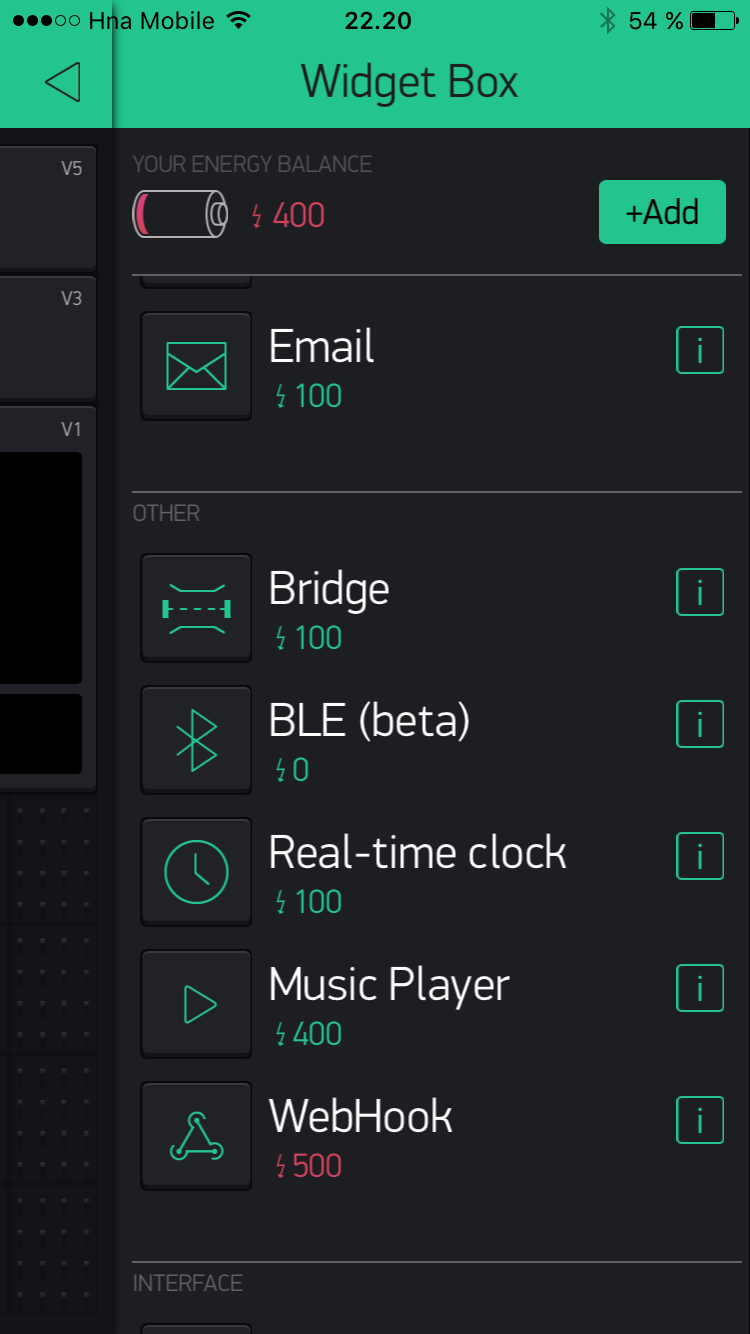 Hna Mobile 22.20 54 %
Widget Box
V5
V3
V1
YOUR ENERGY BALANCE
400
+Add
Email
i
100
OTHER
Bridge
i
100
BLE (beta)
i
0
Real-time clock
i
100
Music Player
i
400
WebHook
i
500
INTERFACE